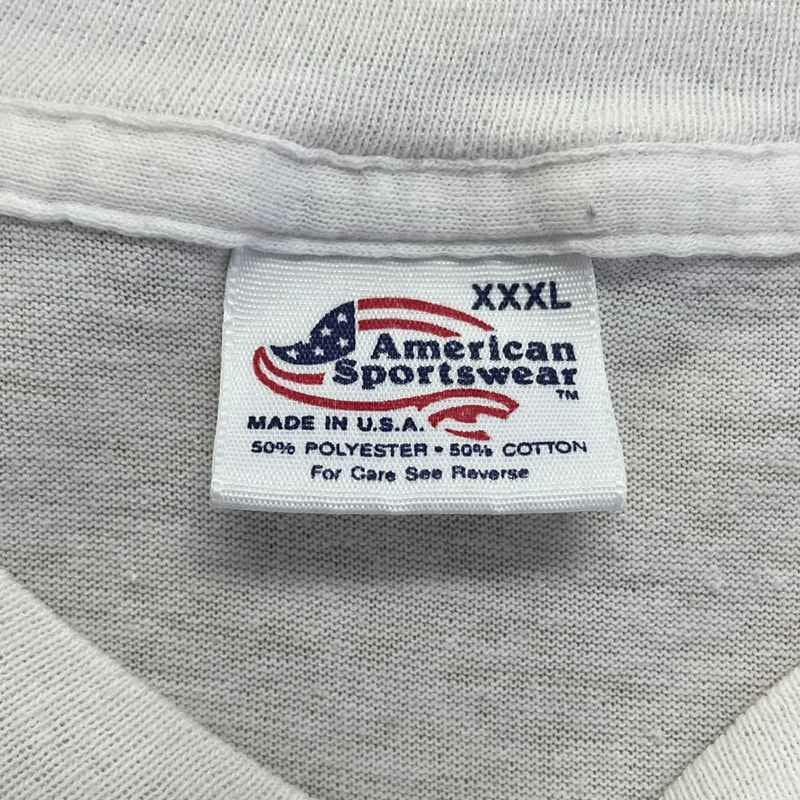 XXXL
American
Sportswear
™
MADE IN U.S.A.
50% POLYESTER • 50% COTTON
For Care See Reverse